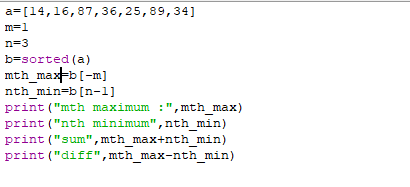 a=[14,16,87,36,25,89,34]
m=1
n=3
b=sorted(a)
mth_max=b[-m]
nth_min=b[n-1]
print("mth maximum :",mth_max)
print("nth minimum",nth_min)
print("sum",mth_max+nth_min)
print("diff",mth_max-nth_min)